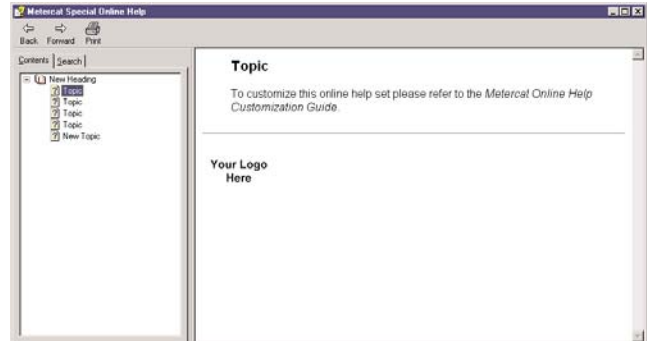 Metercat Special Online Help
Back Forward Print
Contents Search
New Heading
Topic
Topic
Topic
Topic
New Topic
Topic
To customize this online help set please refer to the Metercat Online Help
Customization Guide.
Your Logo
Here